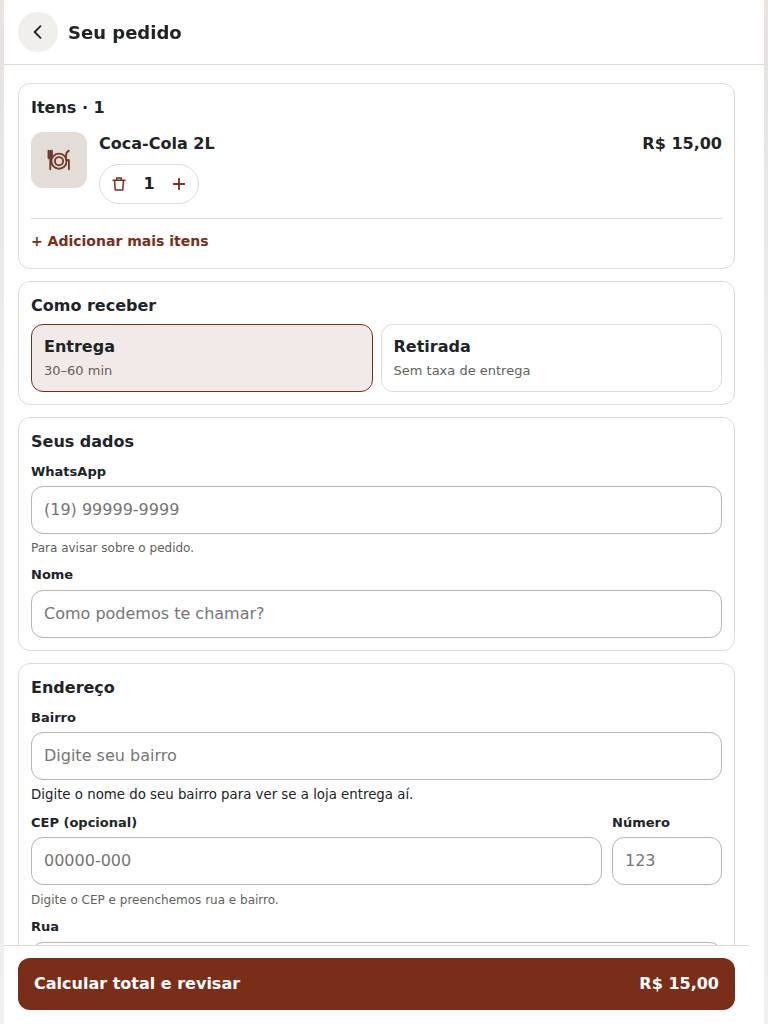 Seu pedido
Itens · 1
Coca-Cola 2L
R$ 15,00
1
+ Adicionar mais itens
Como receber
Entrega
30–60 min
Retirada
Sem taxa de entrega
Seus dados
WhatsApp
(19) 99999-9999
Para avisar sobre o pedido.
Nome
Como podemos te chamar?
Endereço
Bairro
Digite seu bairro
Digite o nome do seu bairro para ver se a loja entrega aí.
CEP (opcional)
Número
00000-000
123
Digite o CEP e preenchemos rua e bairro.
Rua
Calcular total e revisar
R$ 15,00